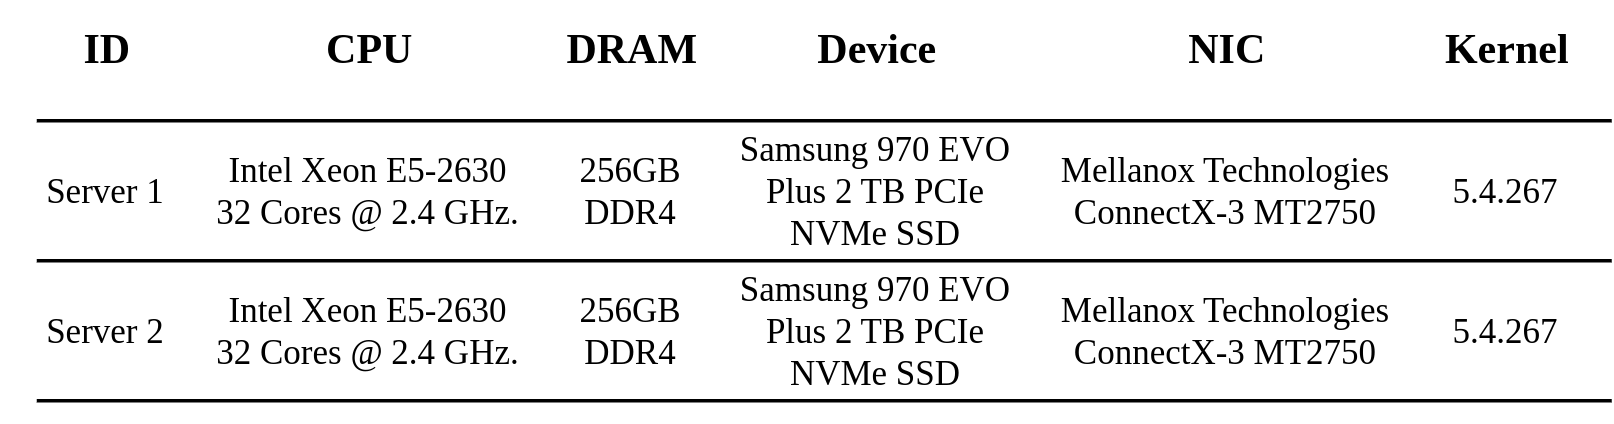 ID CPU DRAM Device NIC Kernel
Server 1
Intel Xeon E5-2630
32 Cores @ 2.4 GHz.
256GB
DDR4
Samsung 970 EVO
Plus 2 TB PCIe
NVMe SSD
Mellanox Technologies
ConnectX-3 MT2750
5.4.267
Server 2
Intel Xeon E5-2630
32 Cores @ 2.4 GHz.
256GB
DDR4
Samsung 970 EVO
Plus 2 TB PCIe
NVMe SSD
Mellanox Technologies
ConnectX-3 MT2750
5.4.267